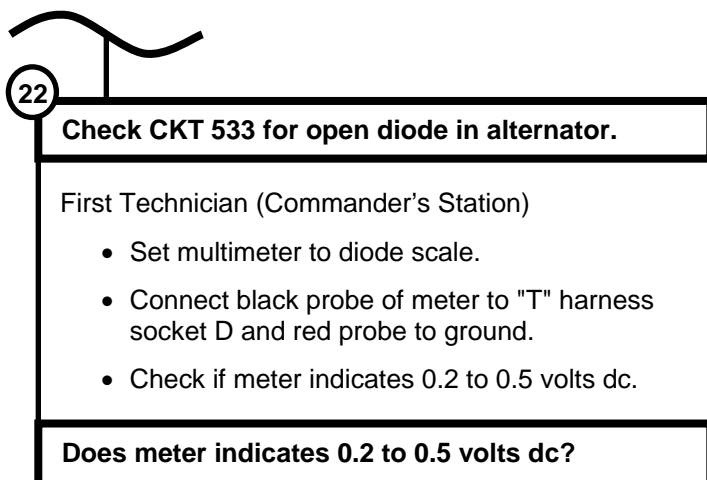 22
Check CKT 533 for open diode in alternator.
First Technician (Commander's Station)
• Set multimeter to diode scale.
• Connect black probe of meter to "T" harness
socket D and red probe to ground.
• Check if meter indicates 0.2 to 0.5 volts dc.
Does meter indicates 0.2 to 0.5 volts dc?